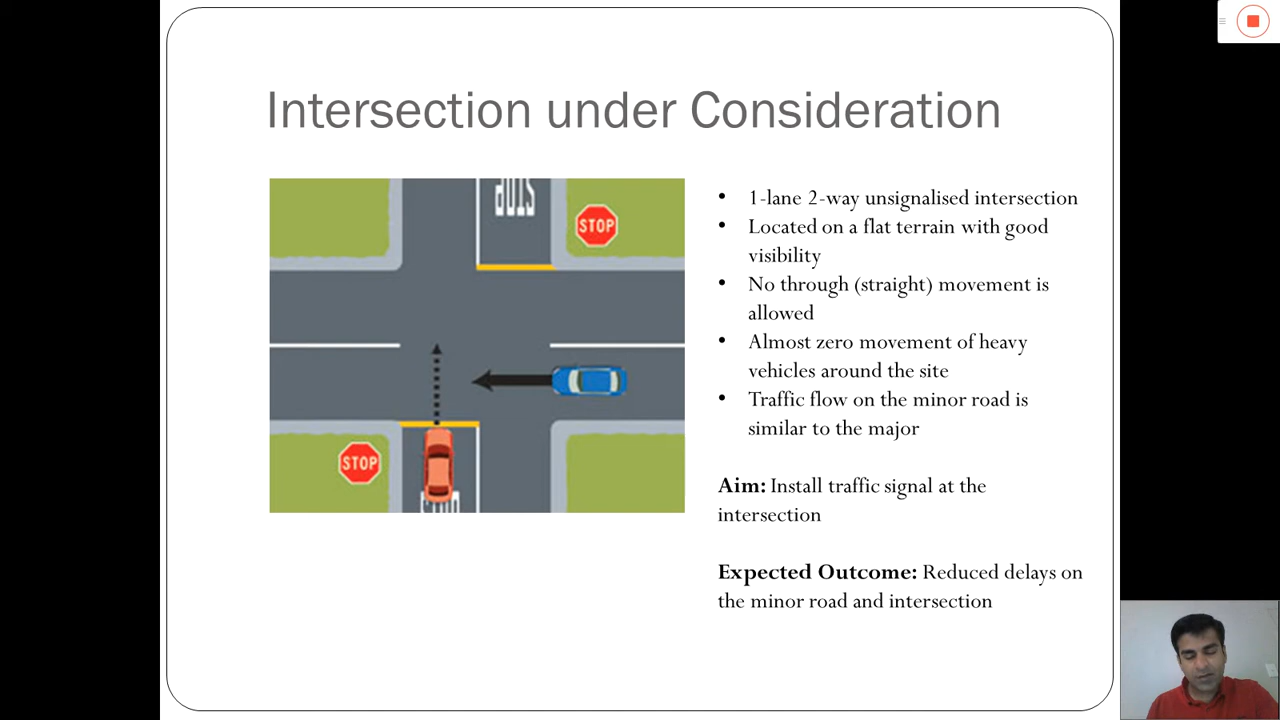 Intersection under Consideration
STOP
STOP
STOP
STOP
• 1-lane 2-way unsignalised intersection
• Located on a flat terrain with good
visibility
• No through (straight) movement is
allowed
• Almost zero movement of heavy
vehicles around the site
• Traffic flow on the minor road is
similar to the major
Aim: Install traffic signal at the
intersection
Expected Outcome: Reduced delays on
the minor road and intersection